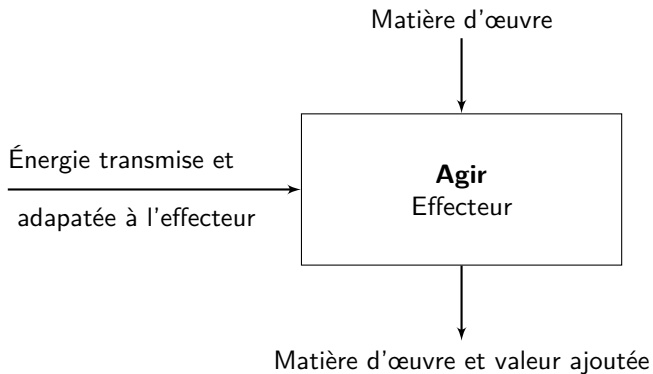 Matière d'œuvre
Énergie transmise et
adapatée à l'effecteur
Agir
Effecteur
Matière d'œuvre et valeur ajoutée